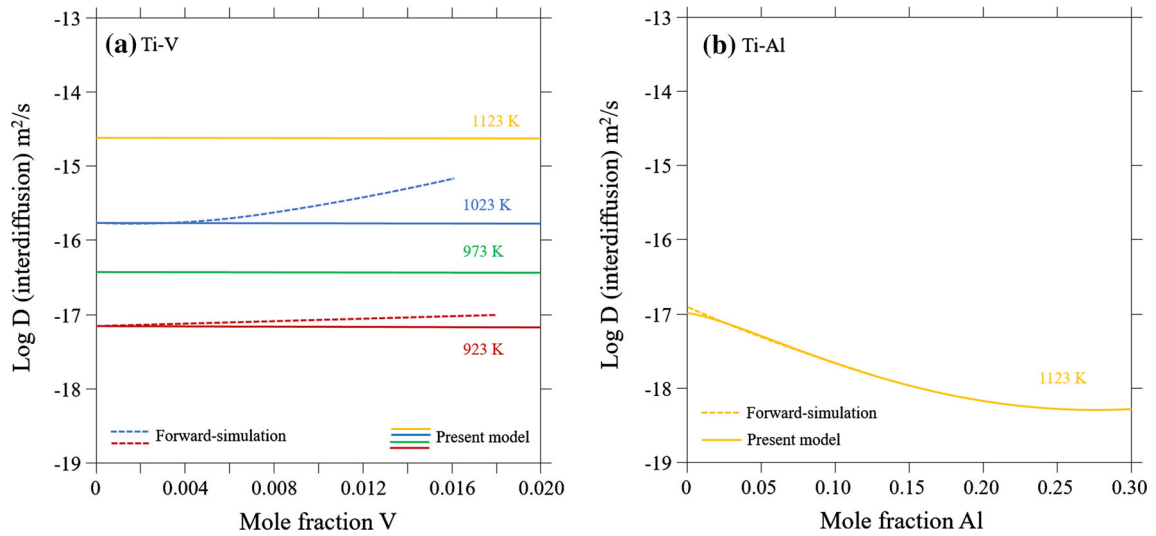 (a) Ti-V
Log D (interdiffusion) m²/s
-13
-14
-15
-16
-17
-18
-19
1123 K
1023 K
973 K
923 K
Forward-simulation
Present model
0
0.004
0.008
0.012
0.016
0.020
Mole fraction V
(b) Ti-Al
Log D (interdiffusion) m²/s
-13
-14
-15
-16
-17
-18
-19
1123 K
Forward-simulation
Present model
0
0.05
0.10
0.15
0.20
0.25
0.30
Mole fraction Al